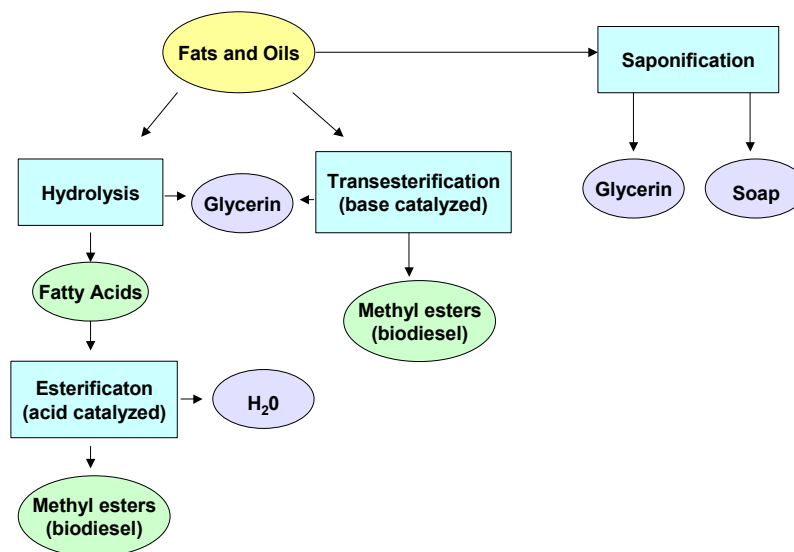 Fats and Oils
Saponification
Hydrolysis
Glycerin
Transesterification
(base catalyzed)
Glycerin
Soap
Fatty Acids
Methyl esters
(biodiesel)
Esterificaton
(acid catalyzed)
H₂0
Methyl esters
(biodiesel)